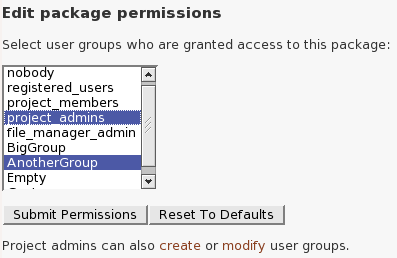 Edit package permissions
Select user groups who are granted access to this package:
nobody
registered_users
project_members
project_admins
file_manager_admin
BigGroup
AnotherGroup
Empty
Submit Permissions Reset To Defaults
Project admins can also create or modify user groups.